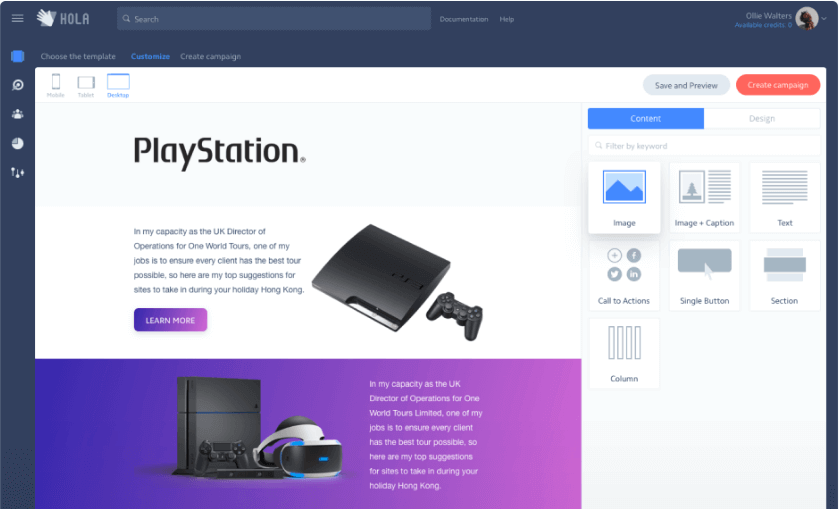 HOLA
Search
Documentation
Help
Ollie Walters
Available credits: 0
Choose the template
Customize
Create campaign
Mobile
Tablet
Desktop
Save and Preview
Create campaign
PlayStation®
In my capacity as the UK Director of
Operations for One World Tours, one of my
jobs is to ensure every client has the best tour
possible, so here are my top suggestions for
sites to take in during your holiday Hong Kong.
LEARN MORE
In my capacity as the UK
Director of Operations for One
World Tours Limited, one of my
jobs is to ensure every client
has the best tour possible, so
here are my top suggestions
for sites to take in during your
holiday Hong Kong.
Content
Design
Filter by keyword
Image
Image + Caption
Text
Call to Actions
Single Button
Section
Column